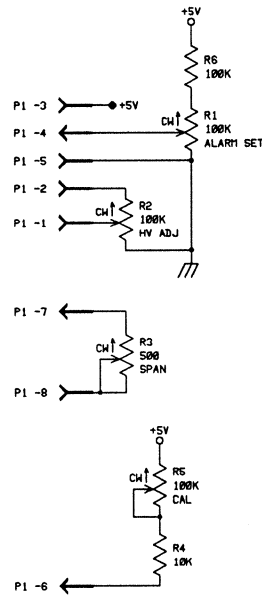 +5V
R6
100K
P1 -3
+5V
CW
R1
100K
ALARM SET
P1 -4
P1 -5
P1 -2
CW
R2
100K
HV ADJ
P1 -1
P1 -7
CW
R3
500
SPAN
P1 -8
+5V
CW
R5
100K
CAL
R4
10K
P1 -6